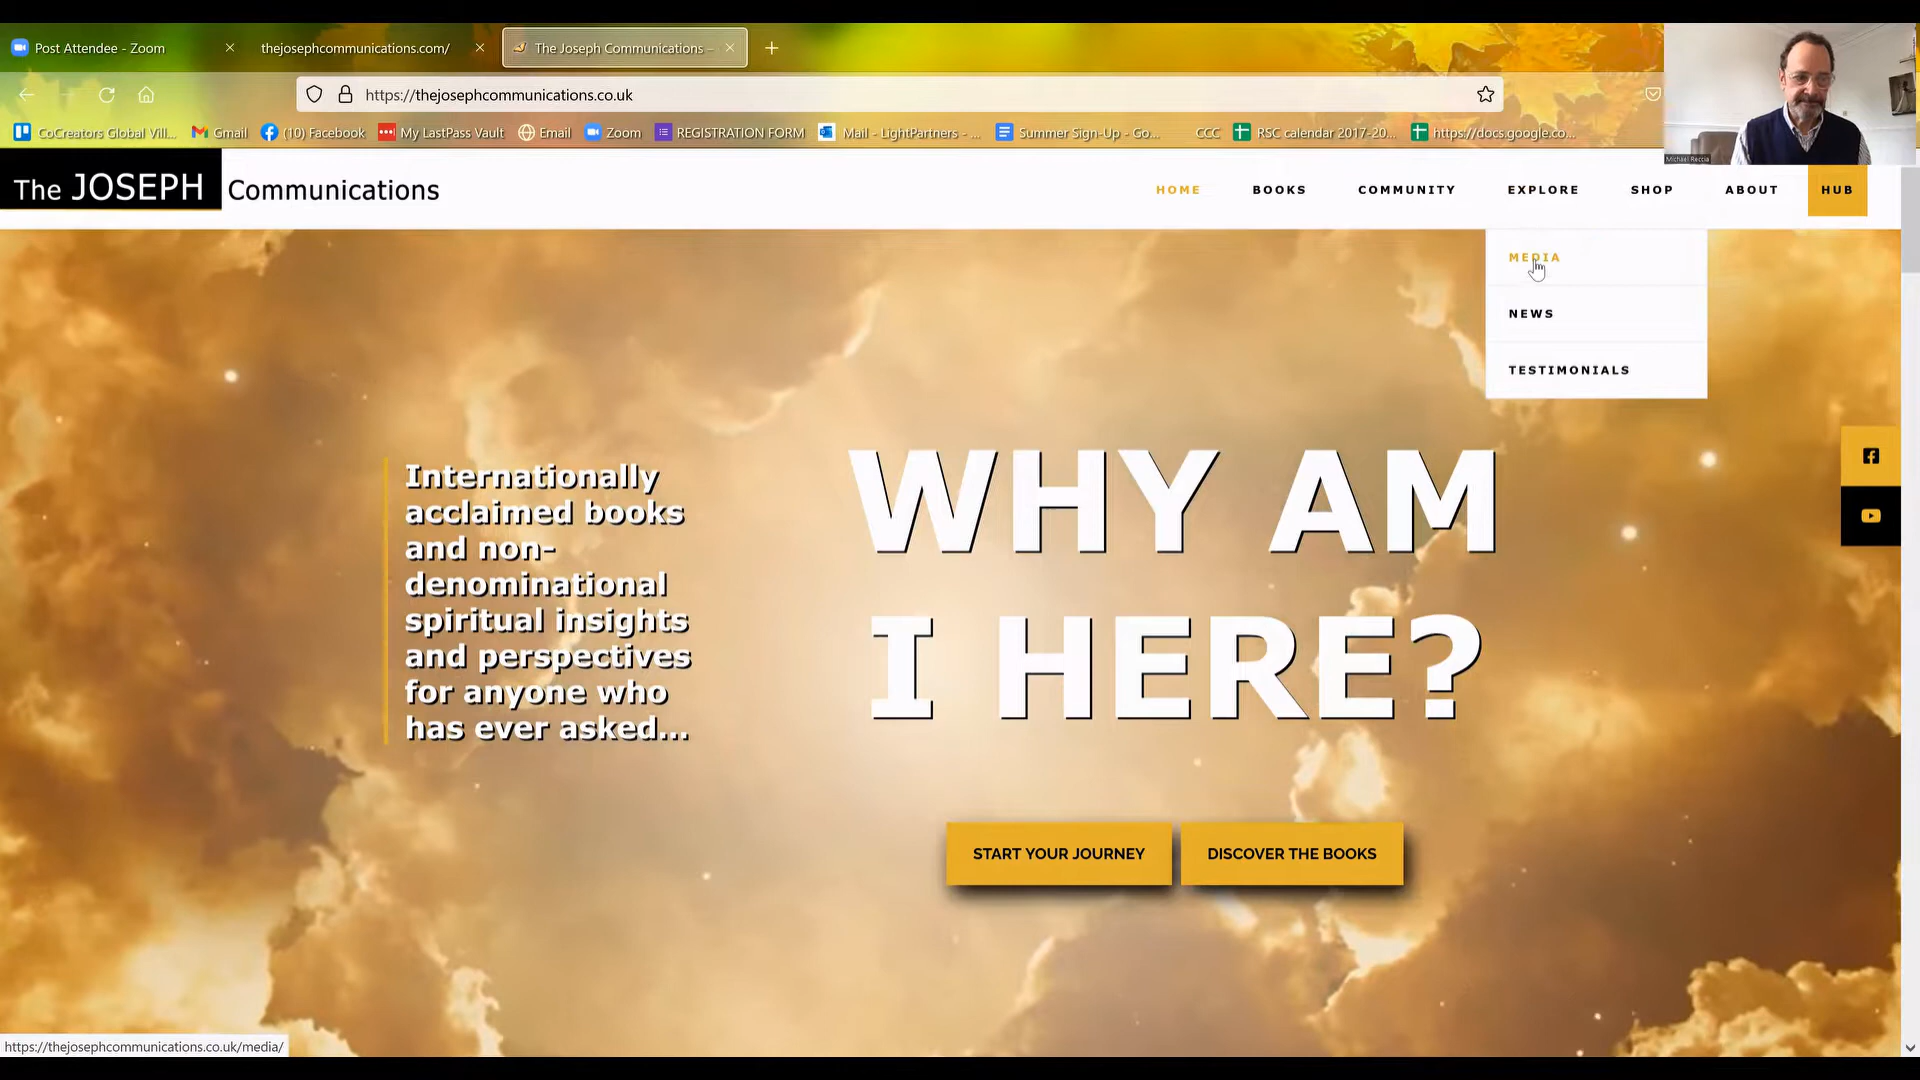 Post Attendee - Zoom
thejosephcommunications.com/
The Joseph Communications –
https://thejosephcommunications.co.uk
CoCreators Global Vill...
Gmail
(10) Facebook
My LastPass Vault
Email
Zoom
REGISTRATION FORM
Mail - LightPartners - ...
Summer Sign-Up - Go...
CCC
RSC calendar 2017-20...
https://docs.google.co...
Michael Reccia
The JOSEPH Communications
HOME
BOOKS
COMMUNITY
EXPLORE
SHOP
ABOUT
HUB
MEDIA
NEWS
TESTIMONIALS
Internationally
acclaimed books
and non-
denominational
spiritual insights
and perspectives
for anyone who
has ever asked...
WHY AM
I HERE?
START YOUR JOURNEY
DISCOVER THE BOOKS
https://thejosephcommunications.co.uk/media/